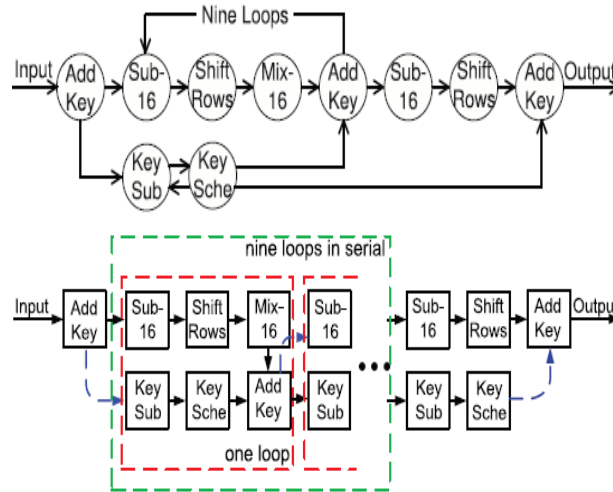 Nine Loops
Input
Add
Key
Sub-
16
Shift
Rows
Mix-
16
Add
Key
Sub-
16
Shift
Rows
Add
Key
Output
Key
Sub
Key
Sche
nine loops in serial
Input
Add
Key
Sub-
16
Shift
Rows
Mix-
16
Sub-
16
Sub-
16
Shift
Rows
Add
Key
Output
Key
Sub
Key
Sche
Add
Key
Key
Sub
Key
Sub
Key
Sche
one loop